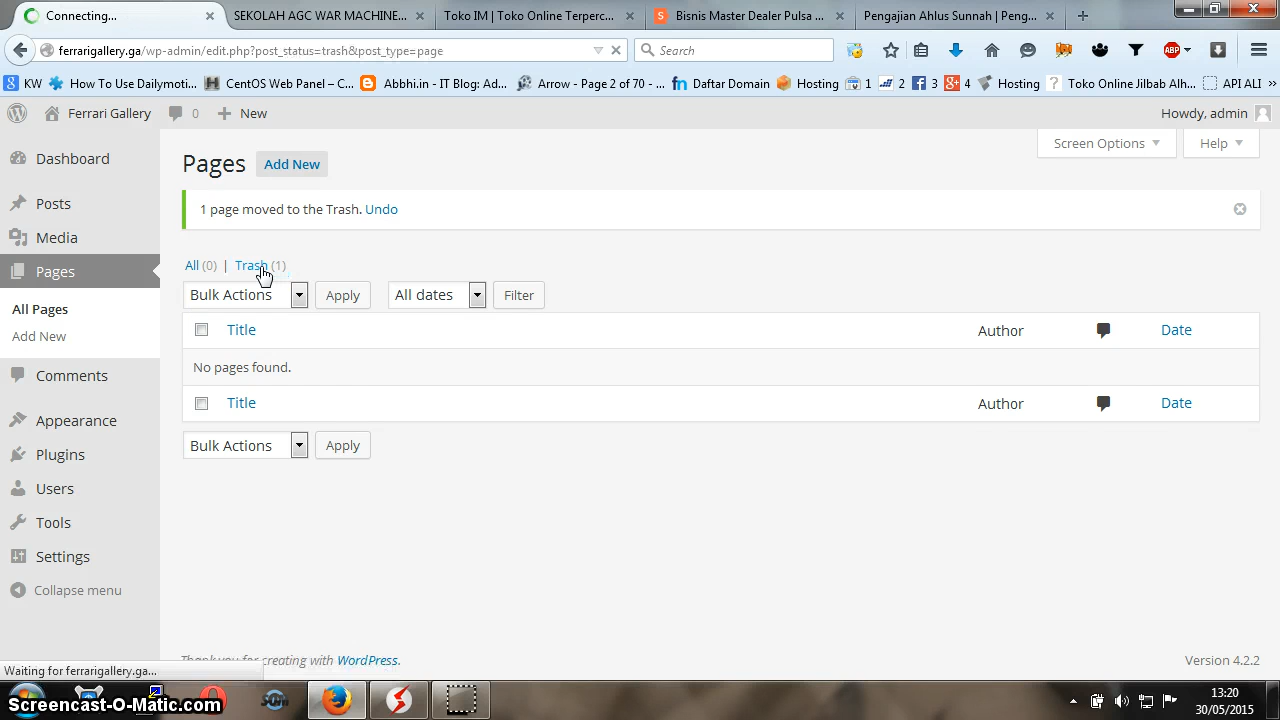 Connecting...
SEKOLAH AGC WAR MACHINE...
Toko IM | Toko Online Terperc...
Bisnis Master Dealer Pulsa ...
Pengajian Ahlus Sunnah | Peng...
ferrarigallery.ga/wp-admin/edit.php?post_status=trash&post_type=page
Search
ABP
KW
How To Use Dailymoti...
CentOS Web Panel – C...
Abbhi.in - IT Blog: Ad...
Arrow - Page 2 of 70 - ...
Daftar Domain
Hosting
1
2
3
4
Hosting
Toko Online Jilbab Alh...
API ALI
Ferrari Gallery
0
New
Howdy, admin
Dashboard
Posts
Media
Pages
All Pages
Add New
Comments
Appearance
Plugins
Users
Tools
Settings
Collapse menu
Screen Options
Help
Pages
Add New
1 page moved to the Trash. Undo
All (0) | Trash (1)
Bulk Actions
Apply
All dates
Filter
Title
Author
Date
No pages found.
Title
Author
Date
Bulk Actions
Apply
Thank you for creating with WordPress.
Version 4.2.2
Waiting for ferrarigallery.ga...
Screencast-O-Matic.com
13:20
30/05/2015